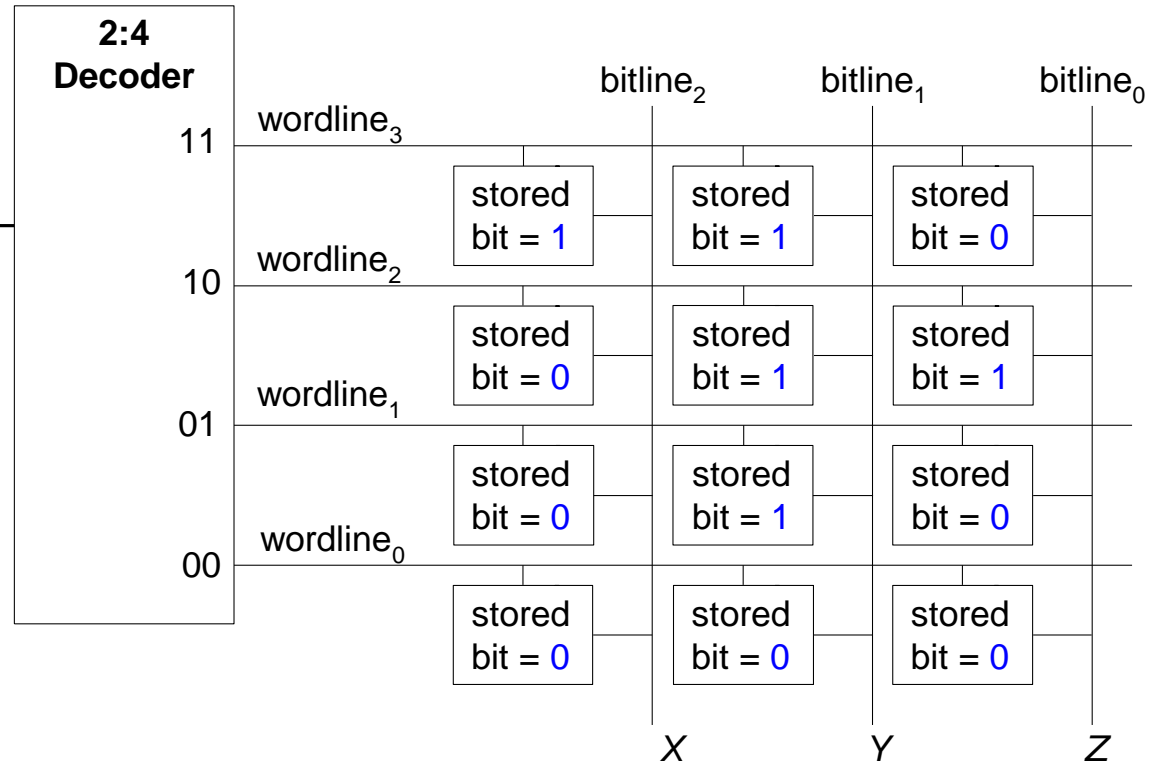 2:4
Decoder
bitline₂ bitline₁ bitline₀
wordline₃
11
stored stored stored
bit = 1 bit = 1 bit = 0
wordline₂
10
stored stored stored
bit = 0 bit = 1 bit = 1
wordline₁
01
stored stored stored
bit = 0 bit = 1 bit = 0
wordline₀
00
stored stored stored
bit = 0 bit = 0 bit = 0
X Y Z